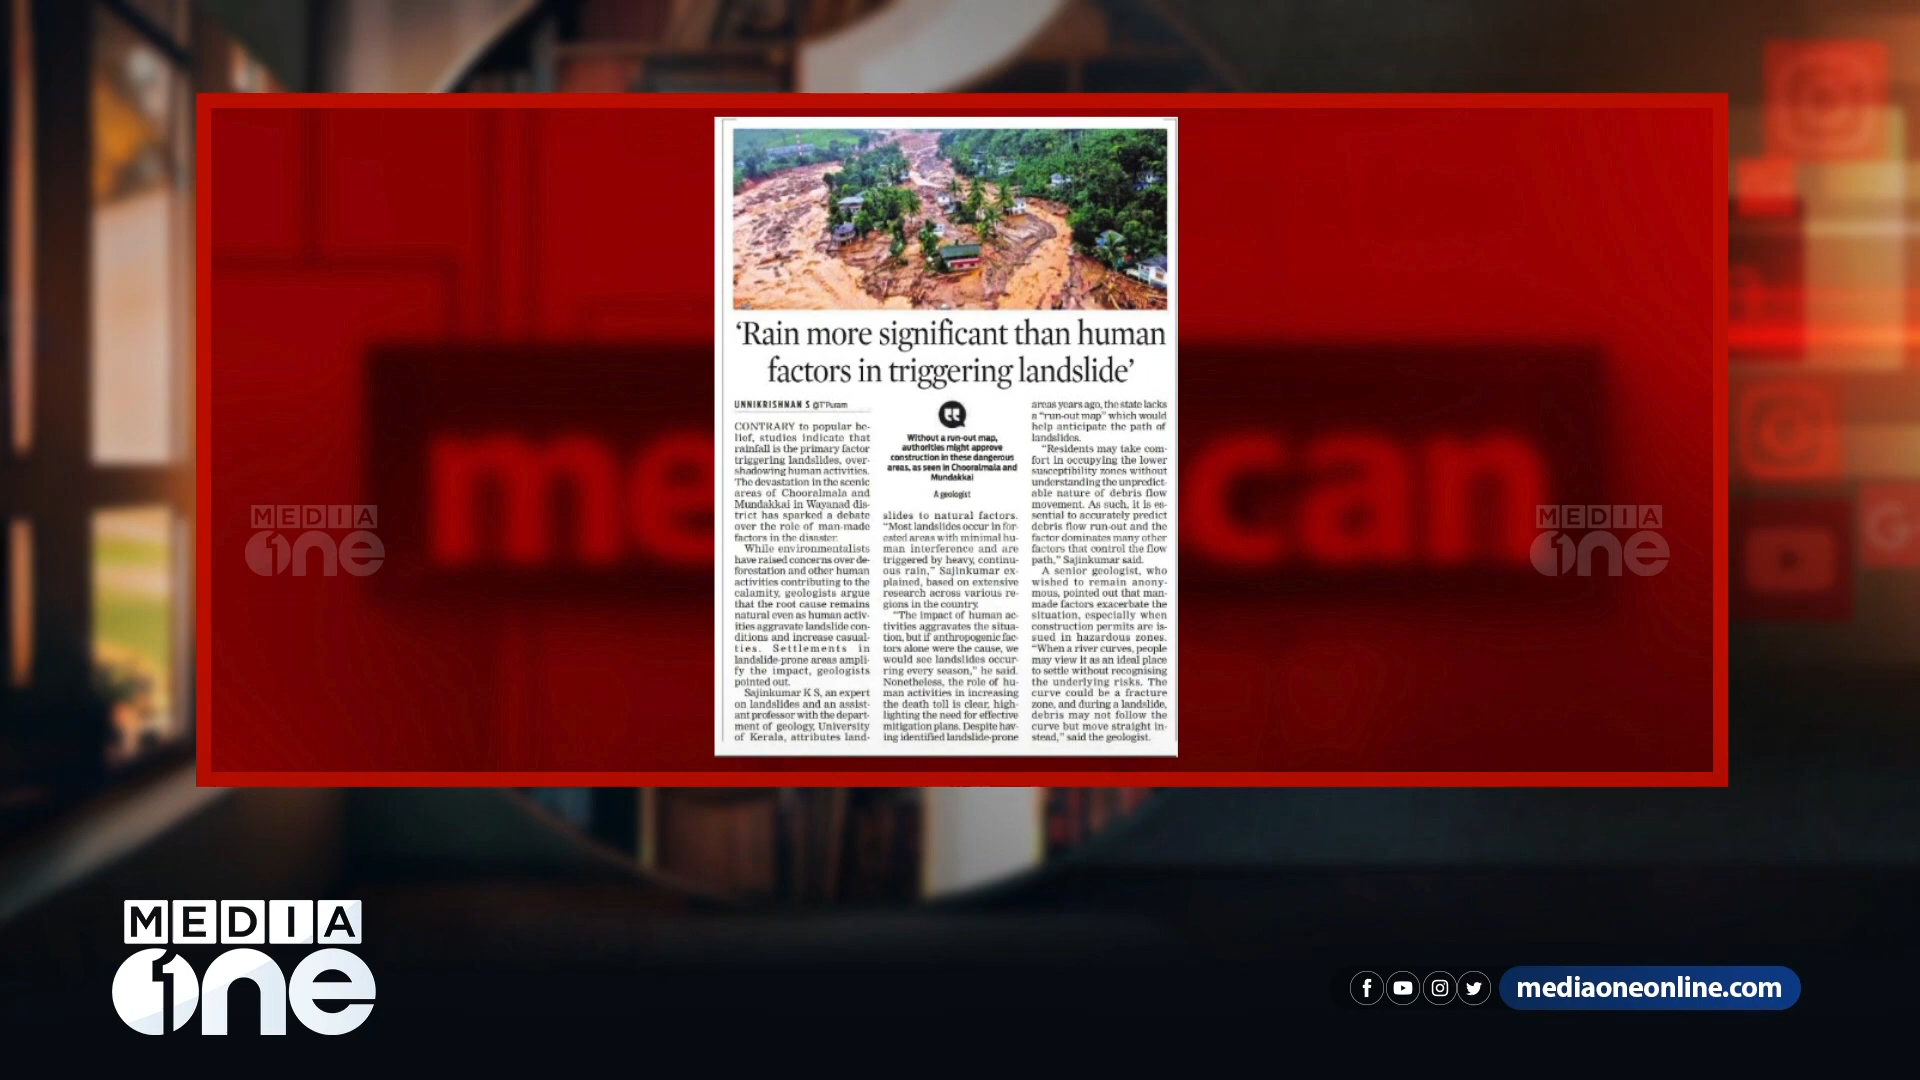 'Rain more significant than human
factors in triggering landslide'
UNNIKRISHNAN S @T'Puram
CONTRARY to popular be-
lief, studies indicate that
rainfall is the primary factor
triggering landslides, over-
shadowing human activities.
The devastation in the scenic
areas of Chooralmala and
Mundakkai in Wayanad dis-
trict has sparked a debate
over the role of man-made
factors in the disaster.
While environmentalists
have raised concerns over de-
forestation and other human
activities contributing to the
calamity, geologists argue
that the root cause remains
natural even as human activ-
ities aggravate landslide con-
ditions and increase casual-
ties. Settlements in
landslide-prone areas ampli-
fy the impact, geologists
pointed out.
Sajinkumar K S, an expert
on landslides and an assist-
ant professor with the depart-
ment of geology, University
of Kerala, attributes land-
Without a run-out map,
authorities might approve
construction in these dangerous
areas, as seen in Chooralmala and
Mundakkai
A geologist
slides to natural factors.
"Most landslides occur in for-
ested areas with minimal hu-
man interference and are
triggered by heavy, continu-
ous rain," Sajinkumar ex-
plained, based on extensive
research across various re-
gions in the country.
"The impact of human ac-
tivities aggravates the situa-
tion, but if anthropogenic fac-
tors alone were the cause, we
would see landslides occur-
ring every season," he said.
Nonetheless, the role of hu-
man activities in increasing
the death toll is clear, high-
lighting the need for effective
mitigation plans. Despite hav-
ing identified landslide-prone
areas years ago, the state lacks
a "run-out map" which would
help anticipate the path of
landslides.
"Residents may take com-
fort in occupying the lower
susceptibility zones without
understanding the unpredict-
able nature of debris flow
movement. As such, it is es-
sential to accurately predict
debris flow run-out and the
factor dominates many other
factors that control the flow
path," Sajinkumar said.
A senior geologist, who
wished to remain anony-
mous, pointed out that man-
made factors exacerbate the
situation, especially when
construction permits are is-
sued in hazardous zones.
"When a river curves, people
may view it as an ideal place
to settle without recognising
the underlying risks. The
curve could be a fracture
zone, and during a landslide,
debris may not follow the
curve but move straight in-
stead," said the geologist.
me can
MEDIA
one
MEDIA
one
MEDIA
one
mediaoneonline.com